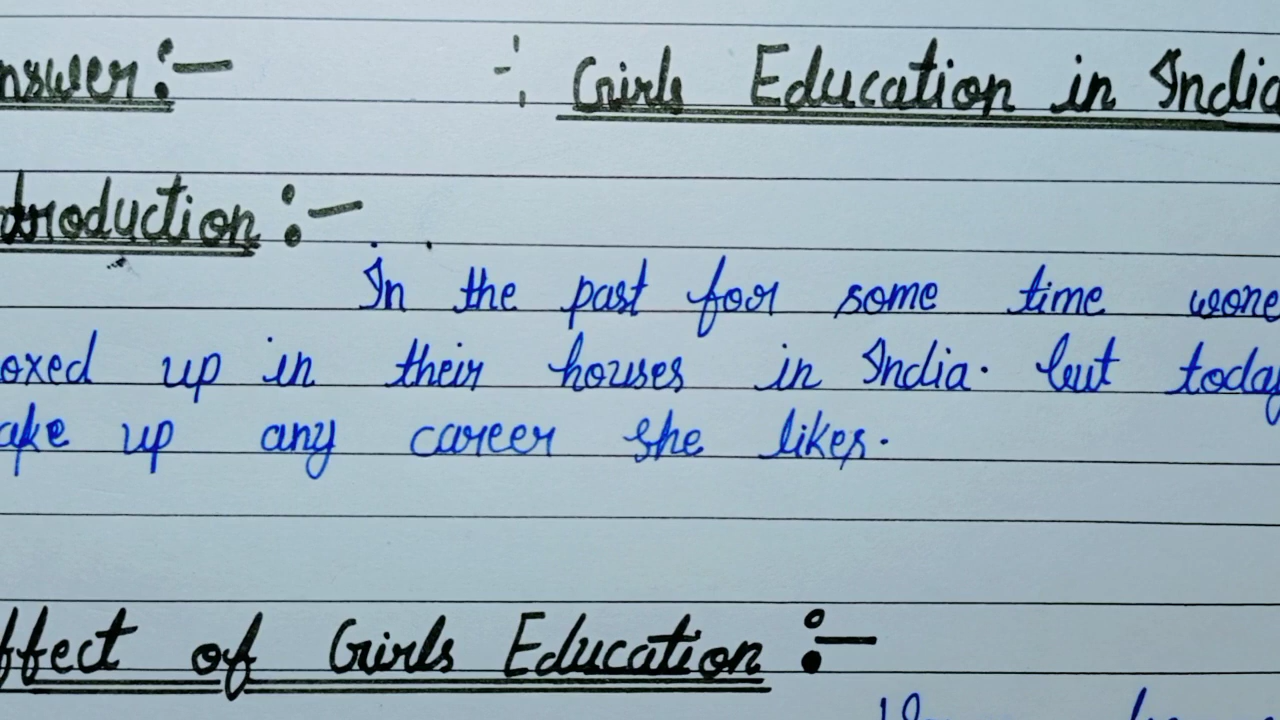 nswer:- ÷ Girls Education in India
troduction :-
In the past for some time wome
oxed up in their houses in India. but today
ake up any career she likes.
ffect of Girls Education :-